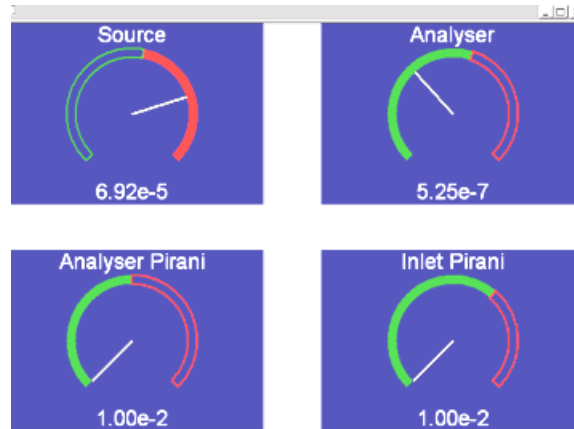 Source
Analyser
6.92e-5
5.25e-7
Analyser Pirani
Inlet Pirani
1.00e-2
1.00e-2